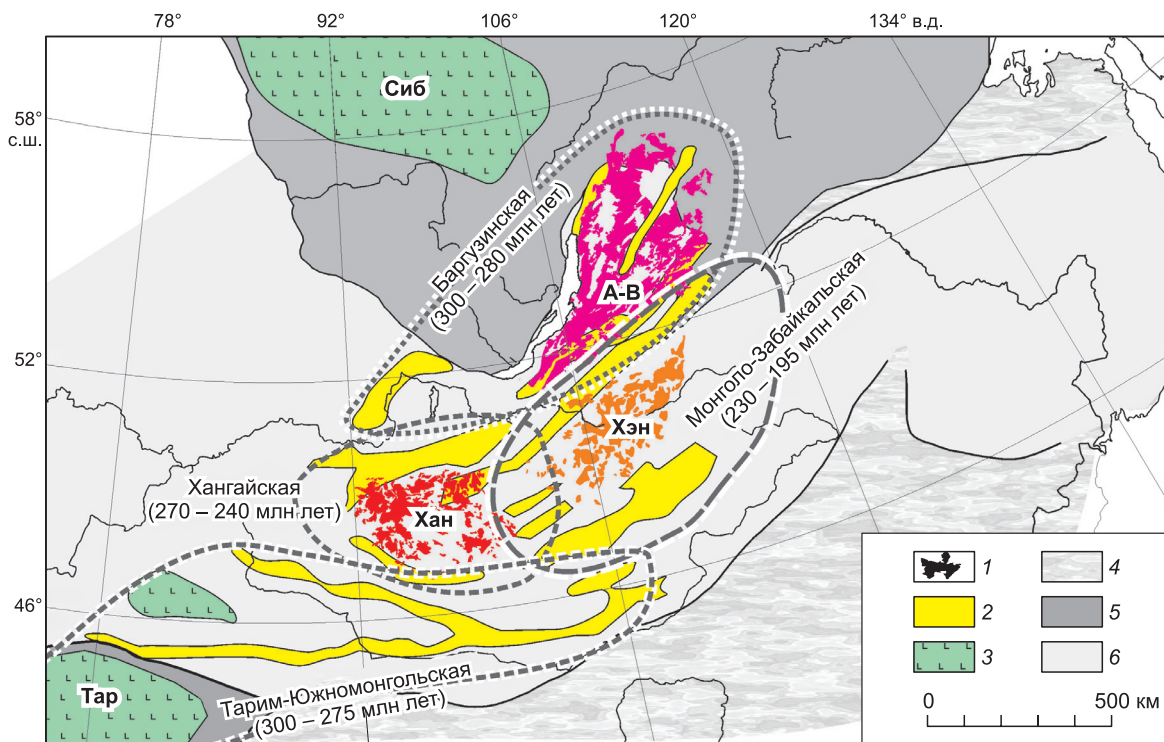 78°
92°
106°
120°
134° в.д.
58°
с.ш.
52°
46°
Сиб
Баргузинская
(300 – 280 млн лет)
А-В
Монголо-Забайкальская
(230 – 195 млн лет)
Хэн
Хангайская
(270 – 240 млн лет)
Хан
Тарим-Южномонгольская
(300 – 275 млн лет)
Тар
1
2
3
4
5
6
0
500 км